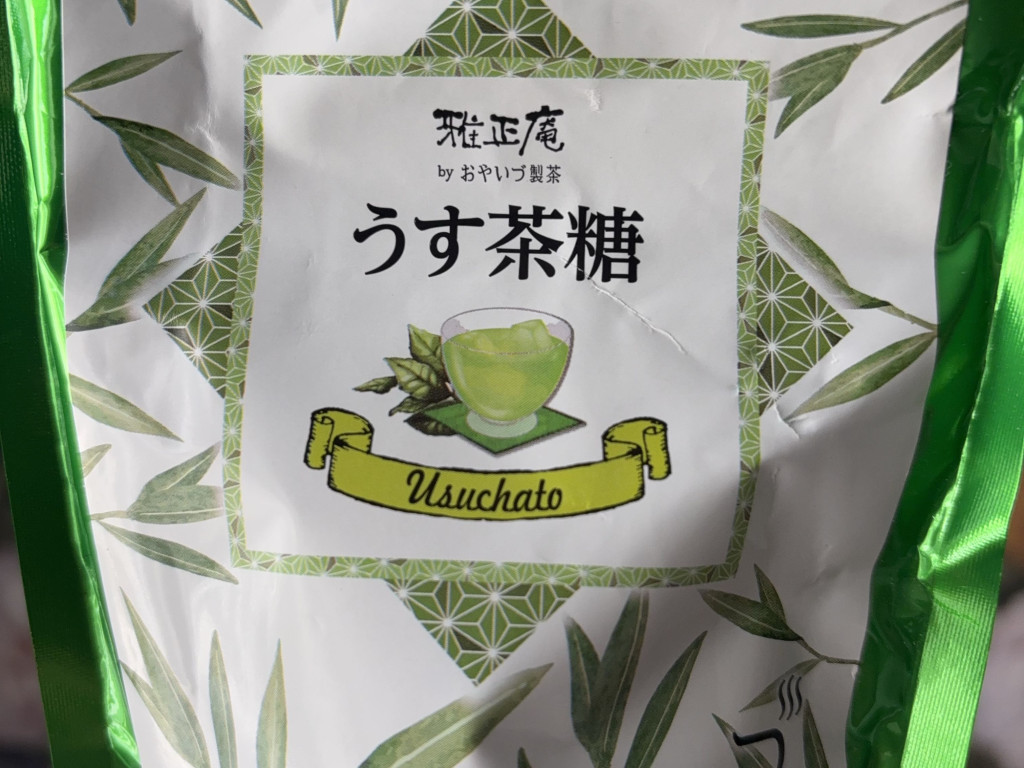 雅正庵
by おやいづ製茶
うす茶糖
Usuchato